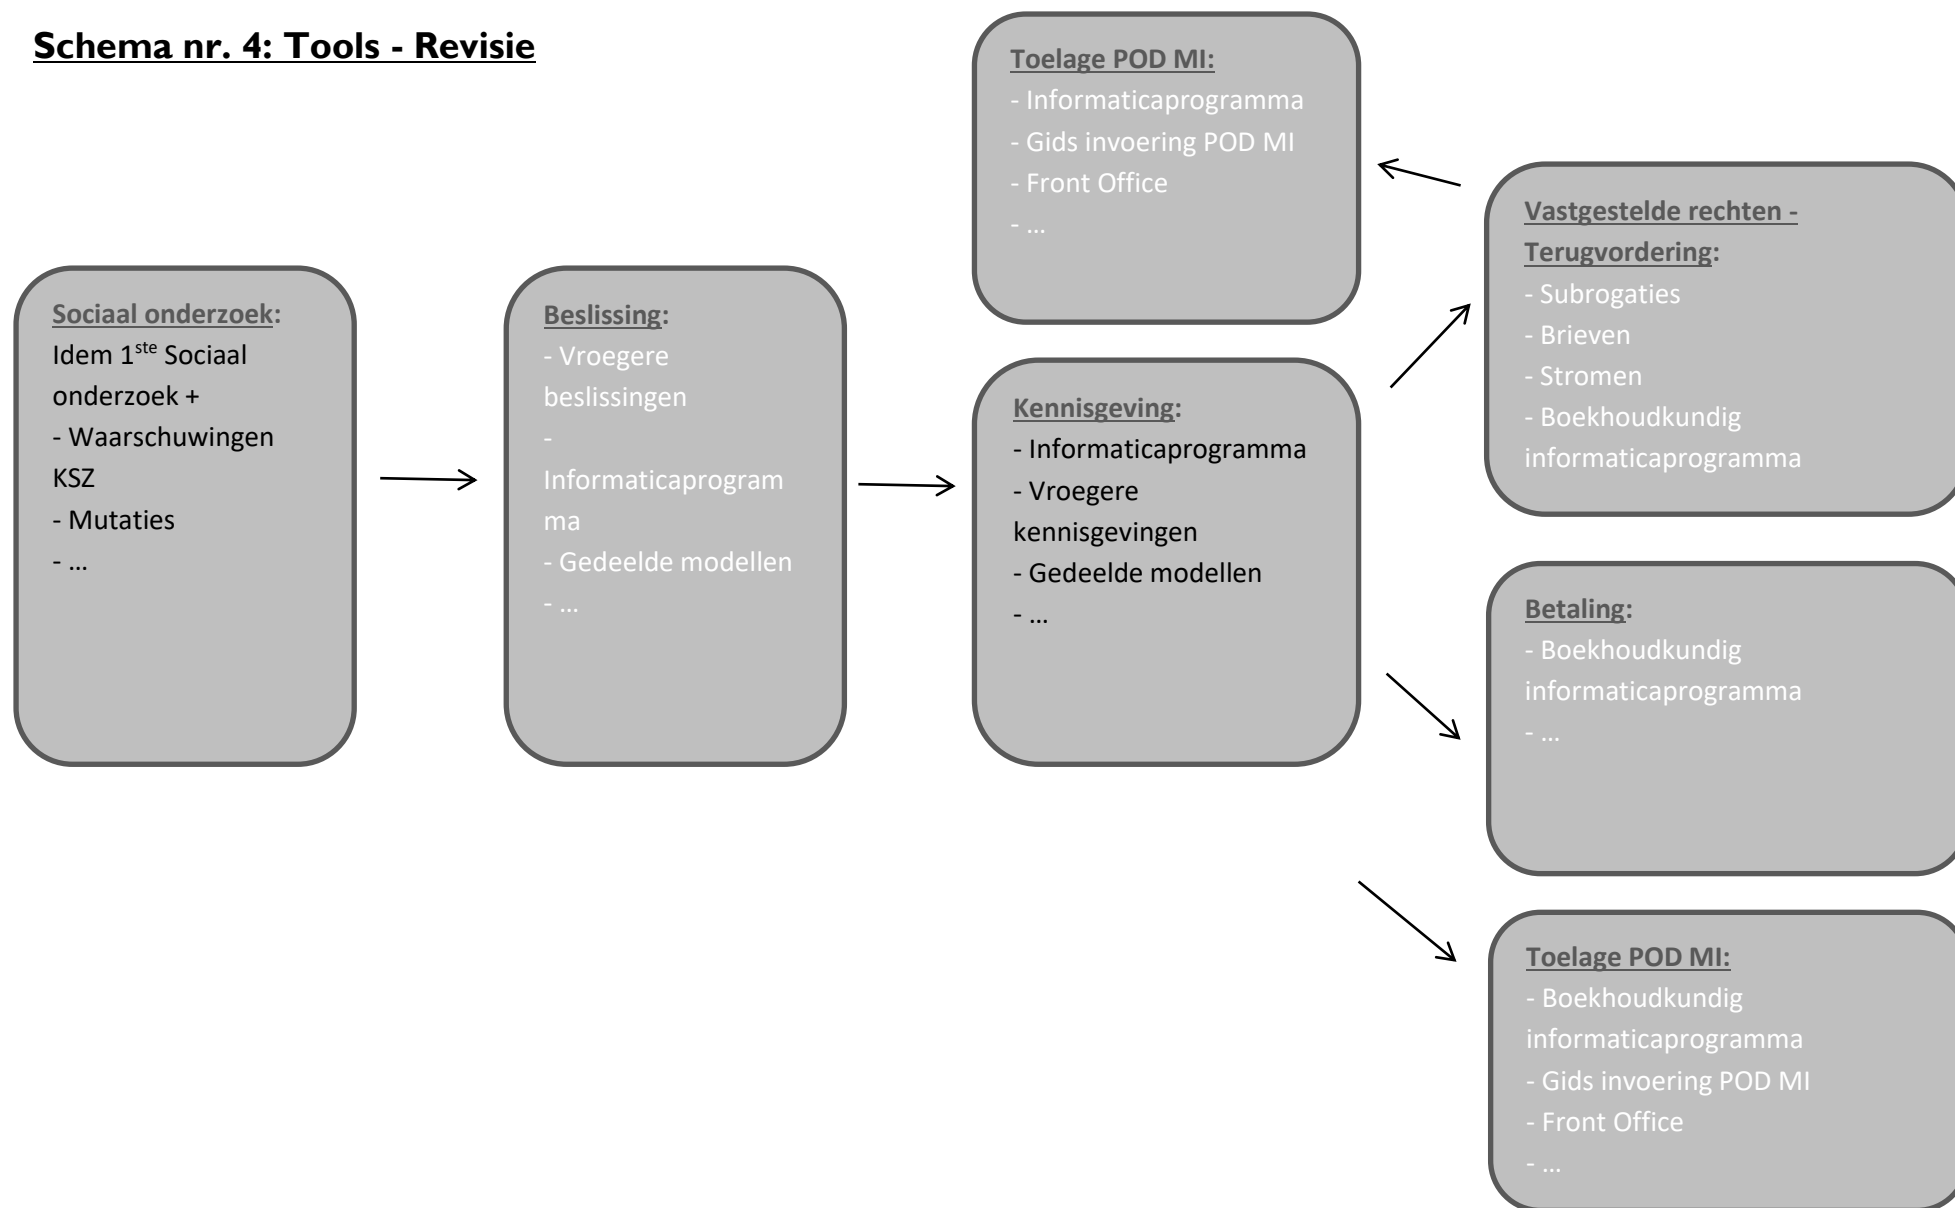 Schema nr. 4: Tools - Revisie
Sociaal onderzoek:
Idem 1ste Sociaal
onderzoek +
- Waarschuwingen
KSZ
- Mutaties
- ...
Beslissing:
- Vroegere
beslissingen
-
Informaticaprogram
ma
- Gedeelde modellen
- ...
Toelage POD MI:
- Informaticaprogramma
- Gids invoering POD MI
- Front Office
- ...
Kennisgeving:
- Informaticaprogramma
- Vroegere
kennisgevingen
- Gedeelde modellen
- ...
Vastgestelde rechten -
Terugvordering:
- Subrogaties
- Brieven
- Stromen
- Boekhoudkundig
informaticaprogramma
Betaling:
- Boekhoudkundig
informaticaprogramma
- ...
Toelage POD MI:
- Boekhoudkundig
informaticaprogramma
- Gids invoering POD MI
- Front Office
- ...